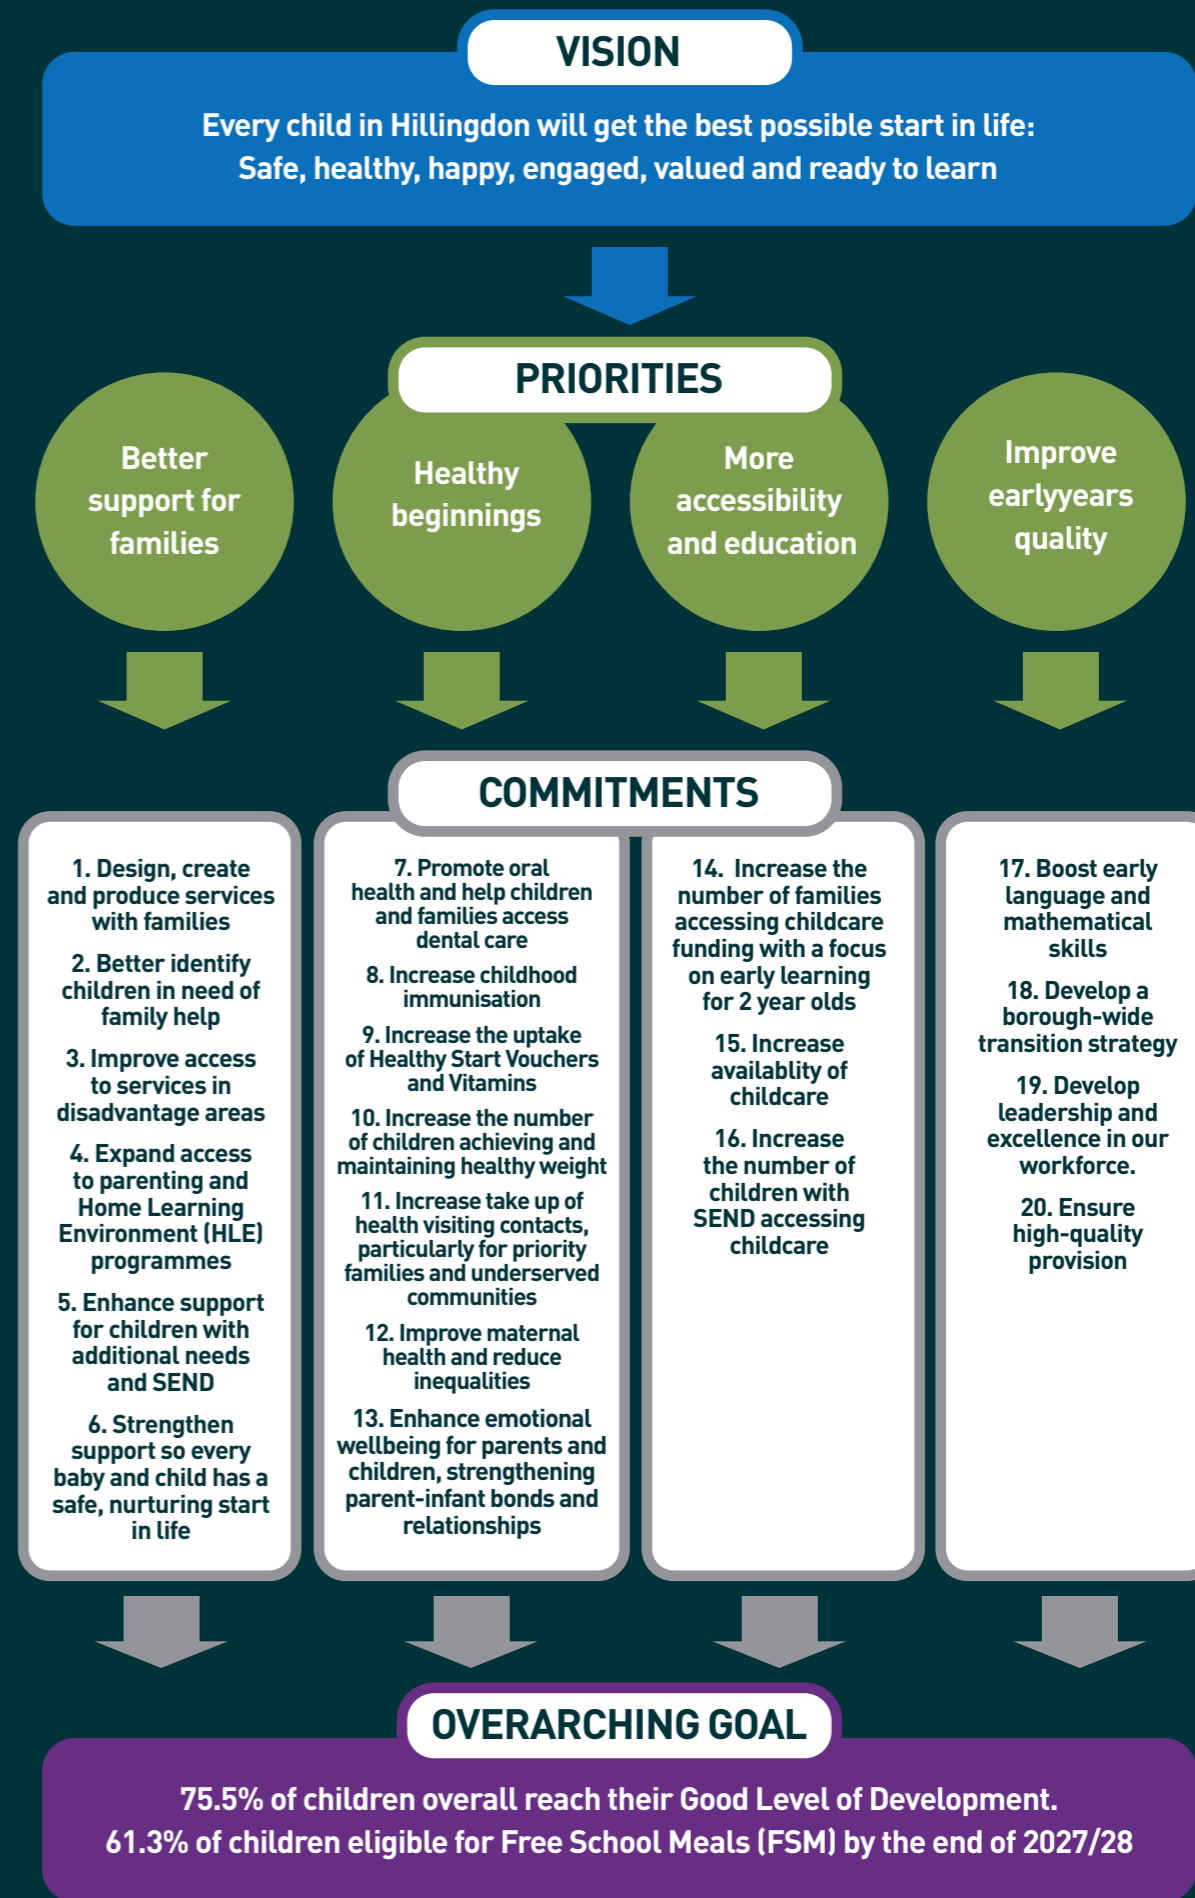 VISION
Every child in Hillingdon will get the best possible start in life:
Safe, healthy, happy, engaged, valued and ready to learn
PRIORITIES
Better
support for
families
Healthy
beginnings
More
accessibility
and education
Improve
earlyyears
quality
COMMITMENTS
1. Design, create
and produce services
with families
2. Better identify
children in need of
family help
3. Improve access
to services in
disadvantage areas
4. Expand access
to parenting and
Home Learning
Environment (HLE)
programmes
5. Enhance support
for children with
additional needs
and SEND
6. Strengthen
support so every
baby and child has a
safe, nurturing start
in life
7. Promote oral
health and help children
and families access
dental care
8. Increase childhood
immunisation
9. Increase the uptake
of Healthy Start Vouchers
and Vitamins
10. Increase the number
of children achieving and
maintaining healthy weight
11. Increase take up of
health visiting contacts,
particularly for priority
families and underserved
communities
12. Improve maternal
health and reduce
inequalities
13. Enhance emotional
wellbeing for parents and
children, strengthening
parent-infant bonds and
relationships
14. Increase the
number of families
accessing childcare
funding with a focus
on early learning
for 2 year olds
15. Increase
availablity of
childcare
16. Increase
the number of
children with
SEND accessing
childcare
17. Boost early
language and
mathematical
skills
18. Develop a
borough-wide
transition strategy
19. Develop
leadership and
excellence in our
workforce.
20. Ensure
high-quality
provision
OVERARCHING GOAL
75.5% of children overall reach their Good Level of Development.
61.3% of children eligible for Free School Meals (FSM) by the end of 2027/28